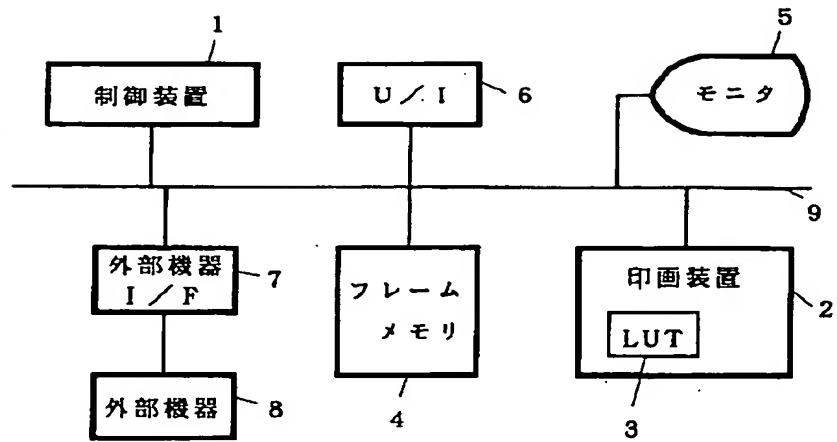 1
制御装置
U/I
6
5
モニタ
9
外部機器
I/F
7
外部機器
8
フレーム
メモリ
4
印画装置
2
LUT
3